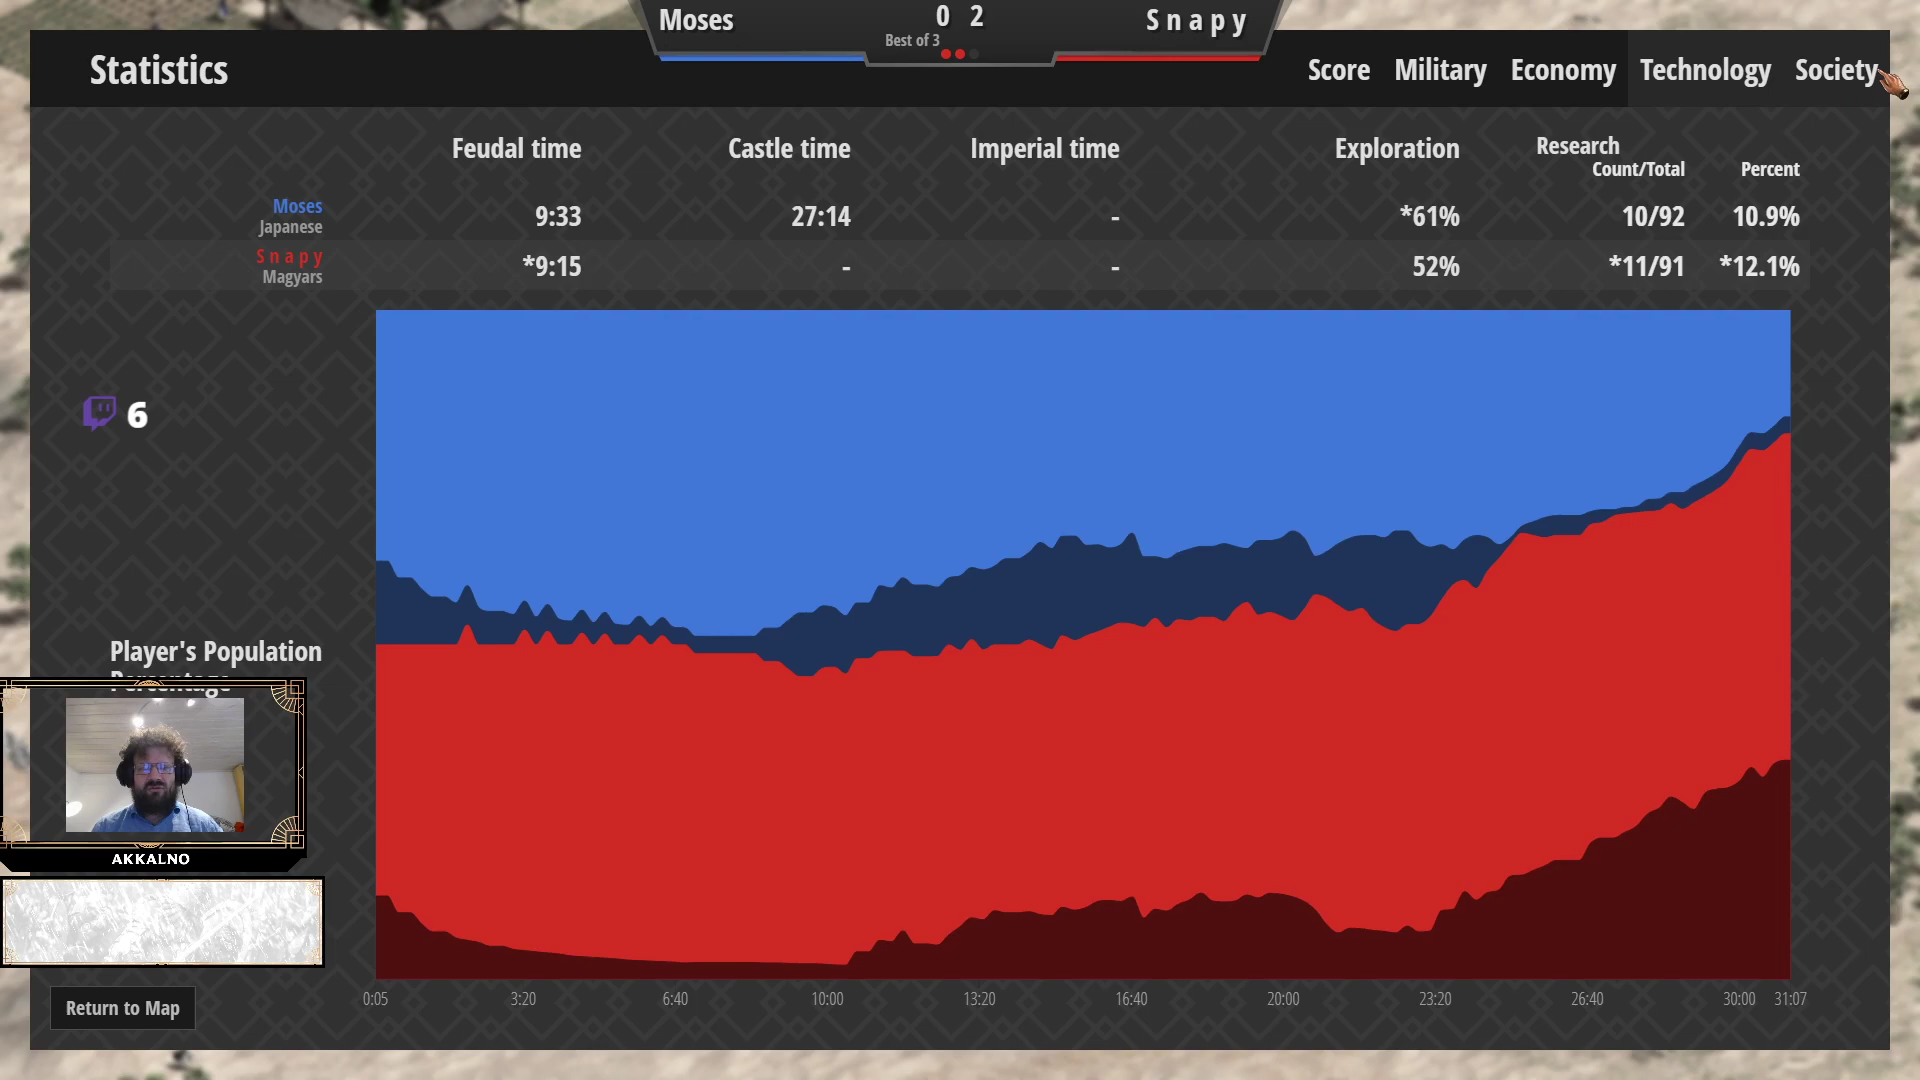 Moses 0 2 S n a p y
Best of 3
Statistics
Score Military Economy Technology Society
Feudal time Castle time Imperial time Exploration Research
Count/Total Percent
Moses
Japanese
9:33 27:14 - *61% 10/92 10.9%
S n a p y
Magyars
*9:15 - - 52% *11/91 *12.1%
6
Player's Population
Percentage
AKKALNO
Return to Map
0:05 3:20 6:40 10:00 13:20 16:40 20:00 23:20 26:40 30:00 31:07